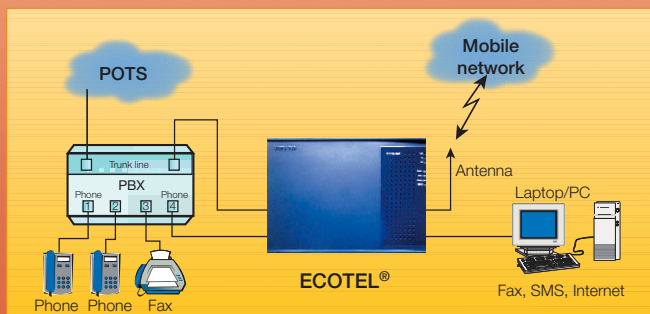 POTS
Mobile
network
Trunk line
PBX
Phone
Phone
1
2
3
4
Antenna
Laptop/PC
ECOTEL®
Phone
Phone
Fax
Fax, SMS, Internet